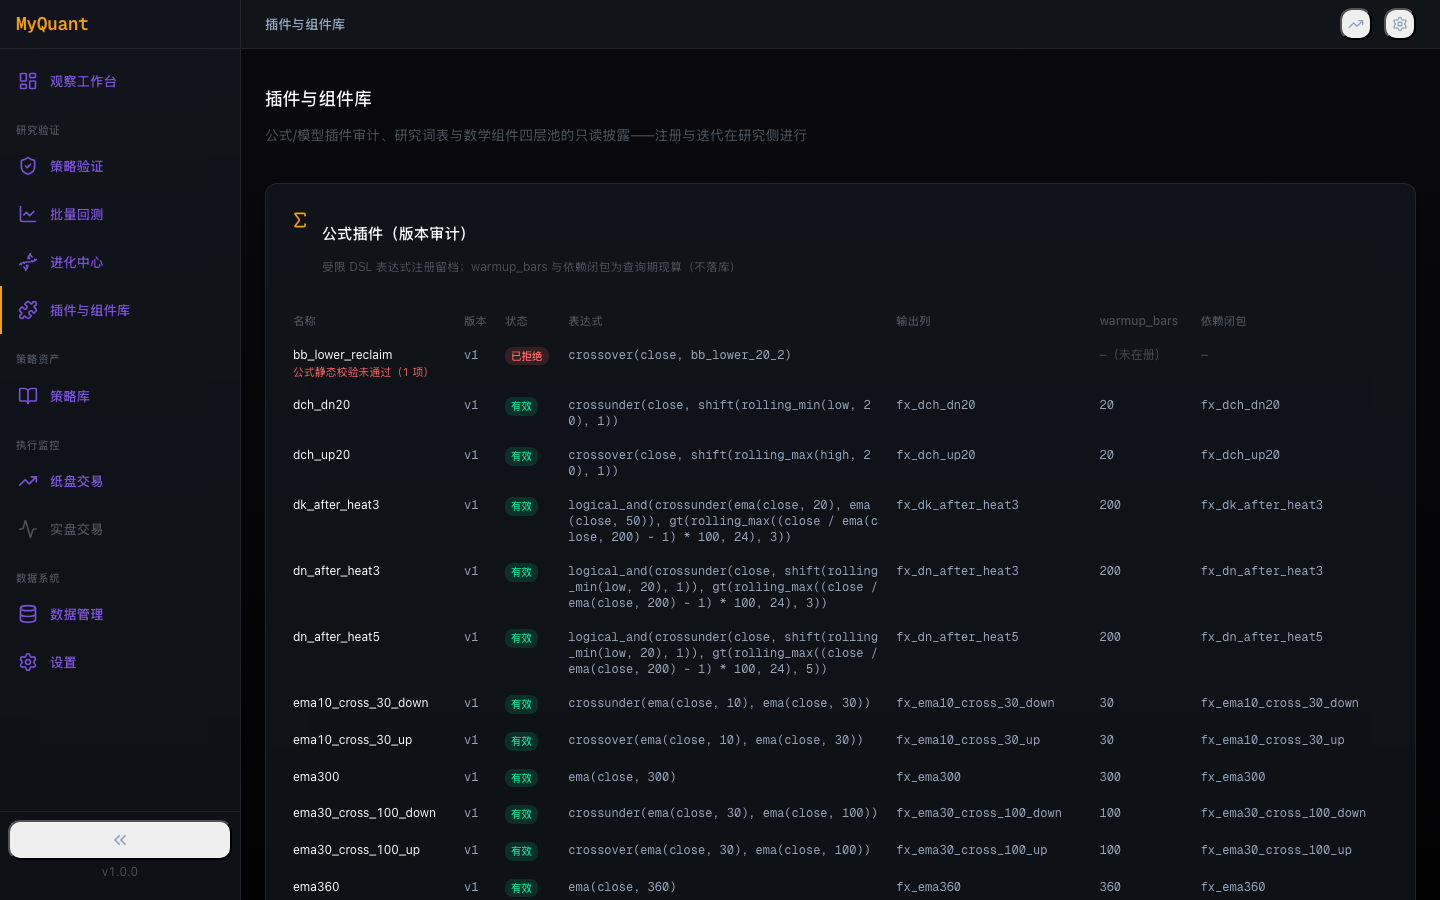 MyQuant
插件与组件库
观察工作台
研究验证
策略验证
批量回测
进化中心
插件与组件库
策略资产
策略库
执行监控
纸盘交易
实盘交易
数据系统
数据管理
设置
v1.0.0
插件与组件库
公式/模型插件审计、研究词表与数学组件四层池的只读披露——注册与迭代在研究侧进行
公式插件（版本审计）
受限 DSL 表达式注册留档；warmup_bars 与依赖闭包为查询期现算（不落库）
名称 版本 状态 表达式 输出列 warmup_bars 依赖闭包
bb_lower_reclaim v1 已拒绝 crossover(close, bb_lower_20_2) —（未在册） —
公式静态校验未通过（1 项）
dch_dn20 v1 有效 crossunder(close, shift(rolling_min(low, 2 fx_dch_dn20 20 fx_dch_dn20
0), 1))
dch_up20 v1 有效 crossover(close, shift(rolling_max(high, 2 fx_dch_up20 20 fx_dch_up20
0), 1))
dk_after_heat3 v1 有效 logical_and(crossunder(ema(close, 20), ema fx_dk_after_heat3 200 fx_dk_after_heat3
(close, 50)), gt(rolling_max((close / ema(c
lose, 200) - 1) * 100, 24), 3))
dn_after_heat3 v1 有效 logical_and(crossunder(close, shift(rolling fx_dn_after_heat3 200 fx_dn_after_heat3
_min(low, 20), 1)), gt(rolling_max((close /
ema(close, 200) - 1) * 100, 24), 3))
dn_after_heat5 v1 有效 logical_and(crossunder(close, shift(rolling fx_dn_after_heat5 200 fx_dn_after_heat5
_min(low, 20), 1)), gt(rolling_max((close /
ema(close, 200) - 1) * 100, 24), 5))
ema10_cross_30_down v1 有效 crossunder(ema(close, 10), ema(close, 30)) fx_ema10_cross_30_down 30 fx_ema10_cross_30_down
ema10_cross_30_up v1 有效 crossover(ema(close, 10), ema(close, 30)) fx_ema10_cross_30_up 30 fx_ema10_cross_30_up
ema300 v1 有效 ema(close, 300) fx_ema300 300 fx_ema300
ema30_cross_100_down v1 有效 crossunder(ema(close, 30), ema(close, 100)) fx_ema30_cross_100_down 100 fx_ema30_cross_100_down
ema30_cross_100_up v1 有效 crossover(ema(close, 30), ema(close, 100)) fx_ema30_cross_100_up 100 fx_ema30_cross_100_up
ema360 v1 有效 ema(close, 360) fx_ema360 360 fx_ema360